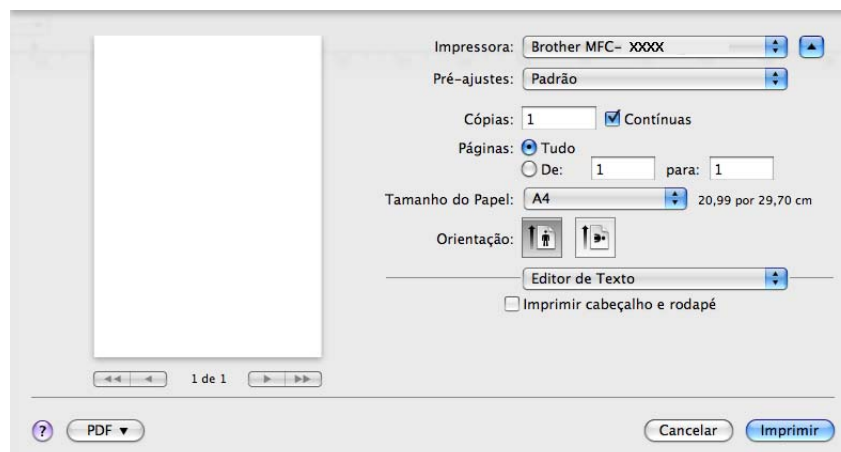 Impressora: Brother MFC- XXXX
Pré-ajustes: Padrão
Cópias: 1 Contínuas
Páginas: Tudo
De: 1 para: 1
Tamanho do Papel: A4 20,99 por 29,70 cm
Orientação:
Editor de Texto
Imprimir cabeçalho e rodapé
1 de 1
? PDF ▼ Cancelar Imprimir